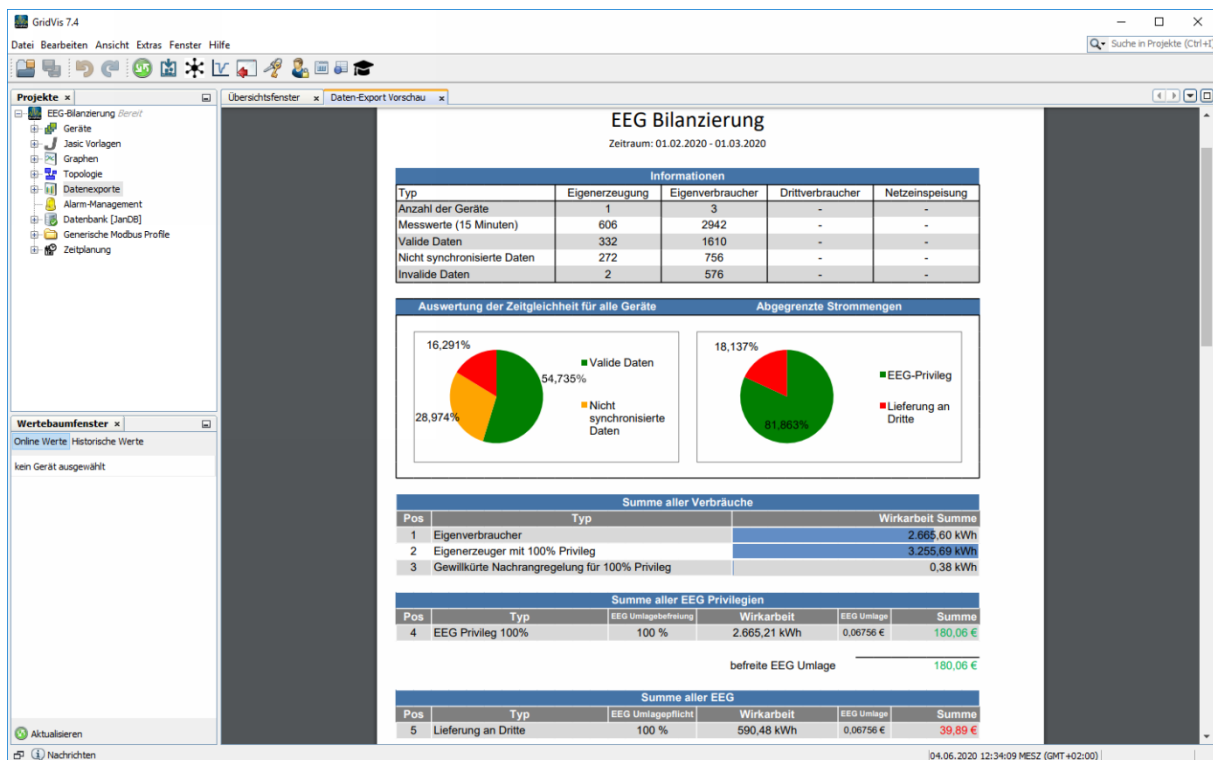 GridVis 7.4
Datei Bearbeiten Ansicht Extras Fenster Hilfe
Suche in Projekte (Ctrl+I)
Projekte
EEG-Bilanzierung Bereit
Geräte
Jasic Vorlagen
Graphen
Topologie
Datenexporte
Alarm-Management
Datenbank [JanDB]
Generische Modbus Profile
Zeitplanung
Wertebaumfenster
Online Werte Historische Werte
kein Gerät ausgewählt
Aktualisieren
Übersichtsfenster Daten-Export Vorschau
EEG Bilanzierung
Zeitraum: 01.02.2020 - 01.03.2020
Informationen
Typ Eigenerzeugung Eigenverbraucher Drittverbraucher Netzeinspeisung
Anzahl der Geräte 1 3 - -
Messwerte (15 Minuten) 606 2942 - -
Valide Daten 332 1610 - -
Nicht synchronisierte Daten 272 756 - -
Invalide Daten 2 576 - -
Auswertung der Zeitgleichheit für alle Geräte Abgegrenzte Strommengen
16,291%
54,735%
28,974%
Valide Daten
Nicht
synchronisierte
Daten
18,137%
81,863%
EEG-Privileg
Lieferung an
Dritte
Summe aller Verbräuche
Pos Typ Wirkarbeit Summe
1 Eigenverbraucher 2.665,60 kWh
2 Eigenerzeuger mit 100% Privileg 3.255,69 kWh
3 Gewillkürte Nachrangregelung für 100% Privileg 0,38 kWh
Summe aller EEG Privilegien
Pos Typ EEG Umlagebefreiung Wirkarbeit EEG Umlage Summe
4 EEG Privileg 100% 100 % 2.665,21 kWh 0,06756 € 180,06 €
befreite EEG Umlage 180,06 €
Summe aller EEG
Pos Typ EEG Umlagepflicht Wirkarbeit EEG Umlage Summe
5 Lieferung an Dritte 100 % 590,48 kWh 0,06756 € 39,89 €
Nachrichten
04.06.2020 12:34:09 MESZ (GMT+02:00)